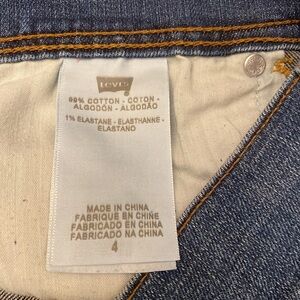 Levi's
99% COTTON - COTON -
ALGODÓN - ALGODÃO
1% ELASTANE - ELASTHANNE -
ELASTANO
MADE IN CHINA
FABRIQUE EN CHINE
FABRICADO EN CHINA
FABRICADO NA CHINA
4